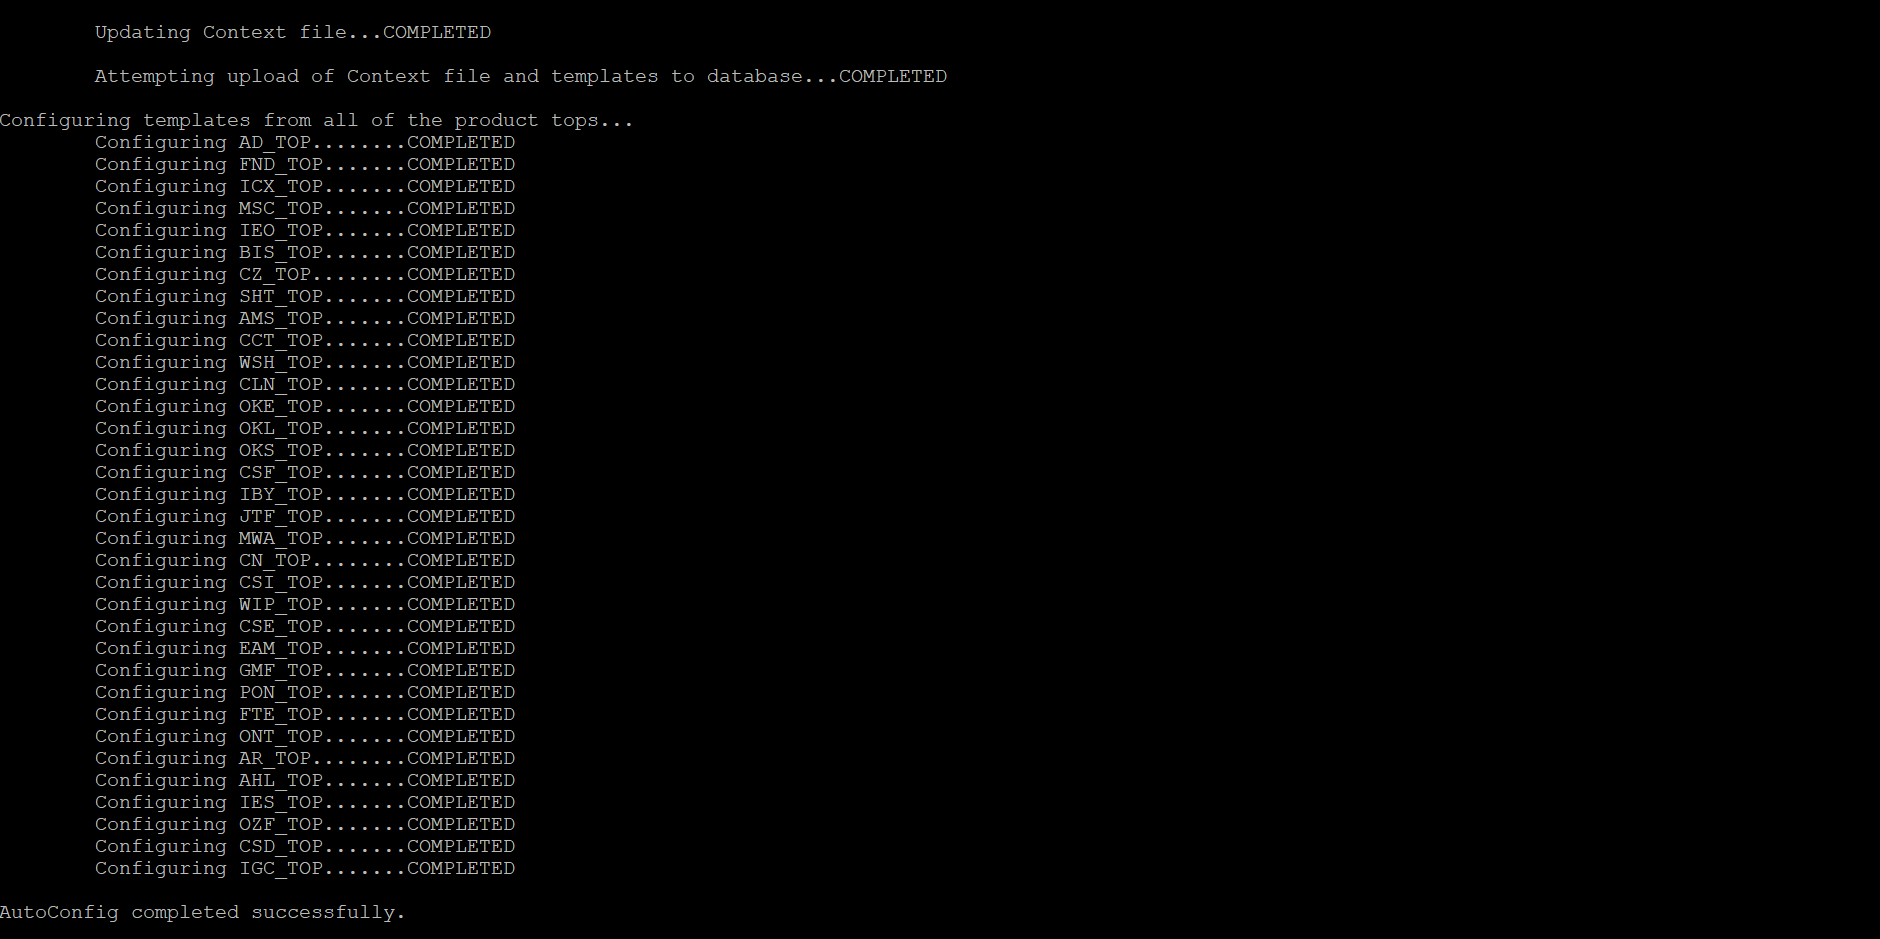 Updating Context file...COMPLETED
Attempting upload of Context file and templates to database...COMPLETED
Configuring templates from all of the product tops...
Configuring AD_TOP........COMPLETED
Configuring FND_TOP.......COMPLETED
Configuring ICX_TOP.......COMPLETED
Configuring MSC_TOP.......COMPLETED
Configuring IEO_TOP.......COMPLETED
Configuring BIS_TOP.......COMPLETED
Configuring CZ_TOP........COMPLETED
Configuring SHT_TOP.......COMPLETED
Configuring AMS_TOP.......COMPLETED
Configuring CCT_TOP.......COMPLETED
Configuring WSH_TOP.......COMPLETED
Configuring CLN_TOP.......COMPLETED
Configuring OKE_TOP.......COMPLETED
Configuring OKL_TOP.......COMPLETED
Configuring OKS_TOP.......COMPLETED
Configuring CSF_TOP.......COMPLETED
Configuring IBY_TOP.......COMPLETED
Configuring JTF_TOP.......COMPLETED
Configuring MWA_TOP.......COMPLETED
Configuring CN_TOP........COMPLETED
Configuring CSI_TOP.......COMPLETED
Configuring WIP_TOP.......COMPLETED
Configuring CSE_TOP.......COMPLETED
Configuring EAM_TOP.......COMPLETED
Configuring GMF_TOP.......COMPLETED
Configuring PON_TOP.......COMPLETED
Configuring FTE_TOP.......COMPLETED
Configuring ONT_TOP.......COMPLETED
Configuring AR_TOP........COMPLETED
Configuring AHL_TOP.......COMPLETED
Configuring IES_TOP.......COMPLETED
Configuring OZF_TOP.......COMPLETED
Configuring CSD_TOP.......COMPLETED
Configuring IGC_TOP.......COMPLETED
AutoConfig completed successfully.